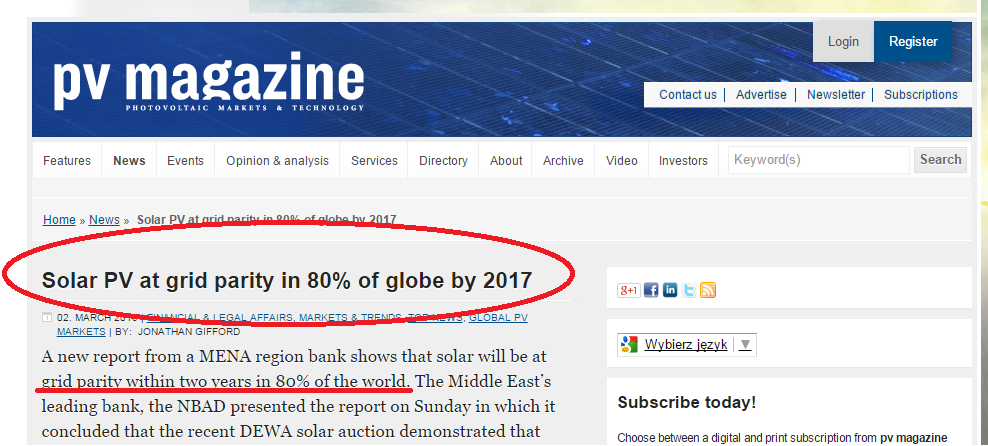 Login
Register
pv magazine
PHOTOVOLTAIC MARKETS & TECHNOLOGY
Contact us | Advertise | Newsletter | Subscriptions
Features News Events Opinion & analysis Services Directory About Archive Video Investors Keyword(s) Search
Home » News » Solar PV at grid parity in 80% of globe by 2017
Solar PV at grid parity in 80% of globe by 2017
02. MARCH | FINANCIAL & LEGAL AFFAIRS, MARKETS & TRENDS, TOP NEWS, GLOBAL PV
MARKETS | BY: JONATHAN GIFFORD
A new report from a MENA region bank shows that solar will be at
grid parity within two years in 80% of the world. The Middle East's
leading bank, the NBAD presented the report on Sunday in which it
concluded that the recent DEWA solar auction demonstrated that
g+1
Wybierz język ▼
Subscribe today!
Choose between a digital and print subscription from pv magazine